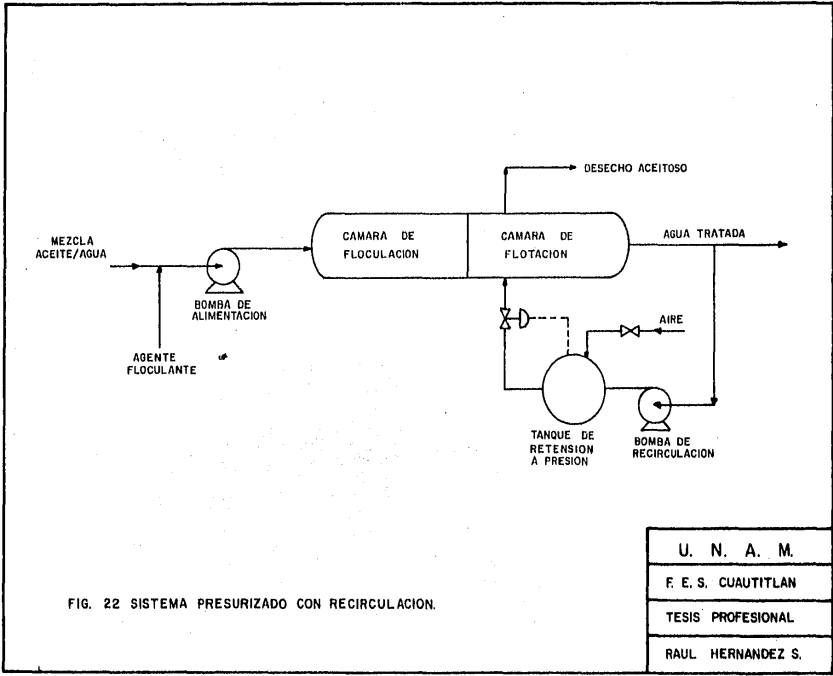 DESECHO ACEITOSO
MEZCLA
ACEITE/AGUA
CAMARA DE
FLOCULACION
CAMARA DE
FLOTACION
AGUA TRATADA
BOMBA DE
ALIMENTACION
AGENTE
FLOCULANTE
AIRE
TANQUE DE
RETENSION
A PRESION
BOMBA DE
RECIRCULACION
FIG. 22 SISTEMA PRESURIZADO CON RECIRCULACION.
U. N. A. M.
F. E. S. CUAUTITLAN
TESIS PROFESIONAL
RAUL HERNANDEZ S.